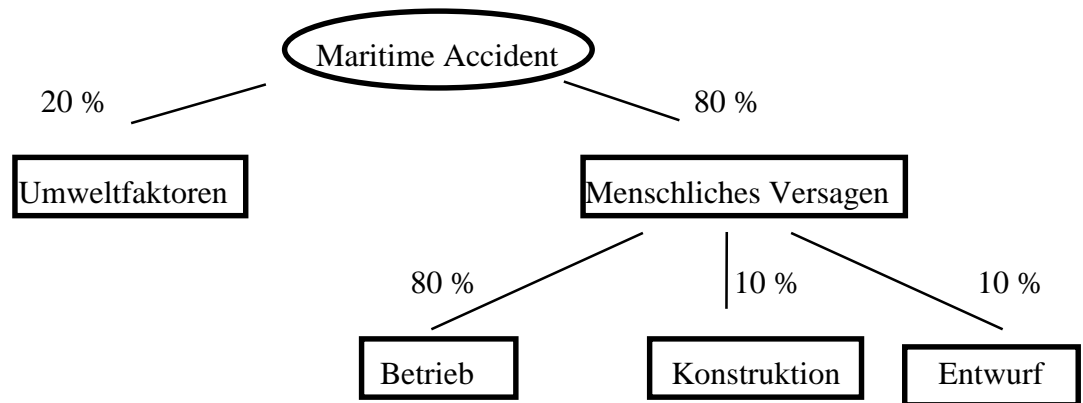 Maritime Accident
20 %
80 %
Umweltfaktoren
Menschliches Versagen
80 %
10 %
10 %
Betrieb
Konstruktion
Entwurf